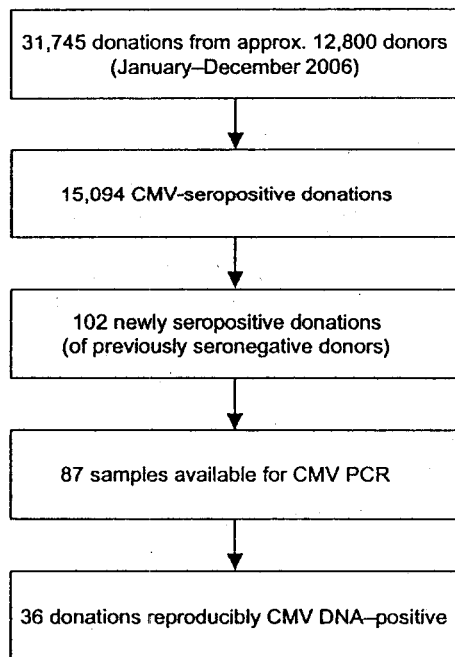 31,745 donations from approx. 12,800 donors
(January–December 2006)
15,094 CMV-seropositive donations
102 newly seropositive donations
(of previously seronegative donors)
87 samples available for CMV PCR
36 donations reproducibly CMV DNA–positive